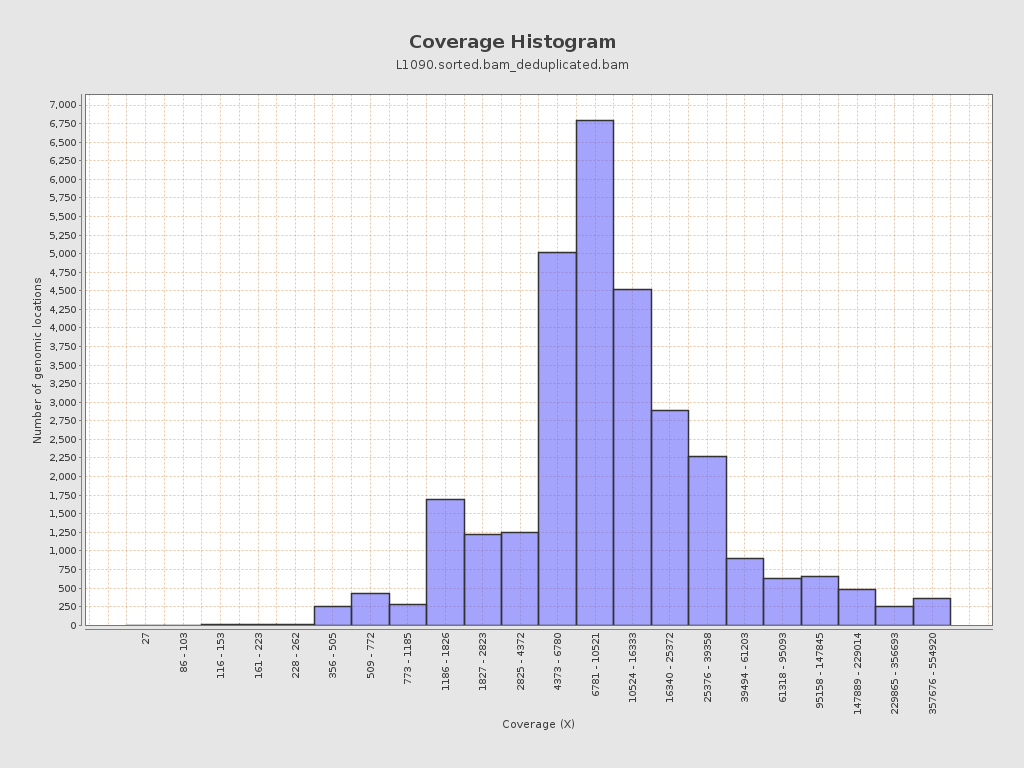 Coverage Histogram
L1090.sorted.bam_deduplicated.bam
Number of genomic locations
7,000
6,750
6,500
6,250
6,000
5,750
5,500
5,250
5,000
4,750
4,500
4,250
4,000
3,750
3,500
3,250
3,000
2,750
2,500
2,250
2,000
1,750
1,500
1,250
1,000
750
500
250
0
27
86 - 103
116 - 153
161 - 223
228 - 262
356 - 505
509 - 772
773 - 1185
1186 - 1826
1827 - 2823
2825 - 4372
4373 - 6780
6781 - 10521
10524 - 16333
16340 - 25372
25376 - 39358
39494 - 61203
61318 - 95093
95158 - 147845
147889 - 229014
229865 - 356693
357676 - 554920
Coverage (X)